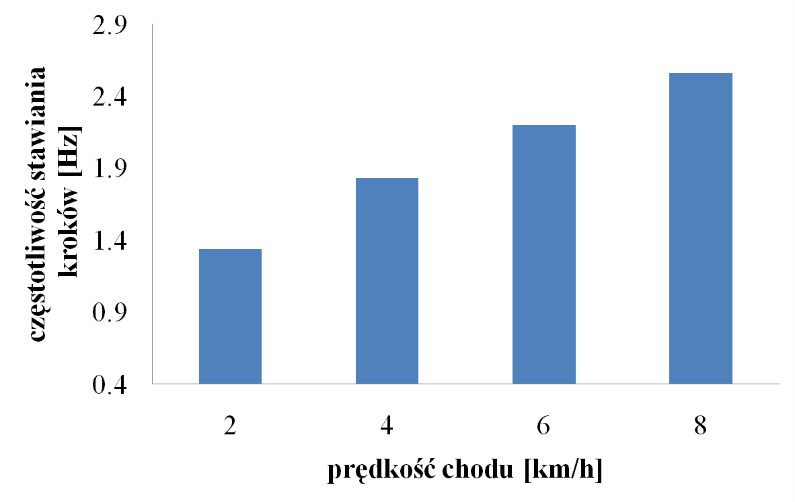 częstotliwość stawiania
kroków [Hz]
2.9
2.4
1.9
1.4
0.9
0.4
2 4 6 8
prędkość chodu [km/h]